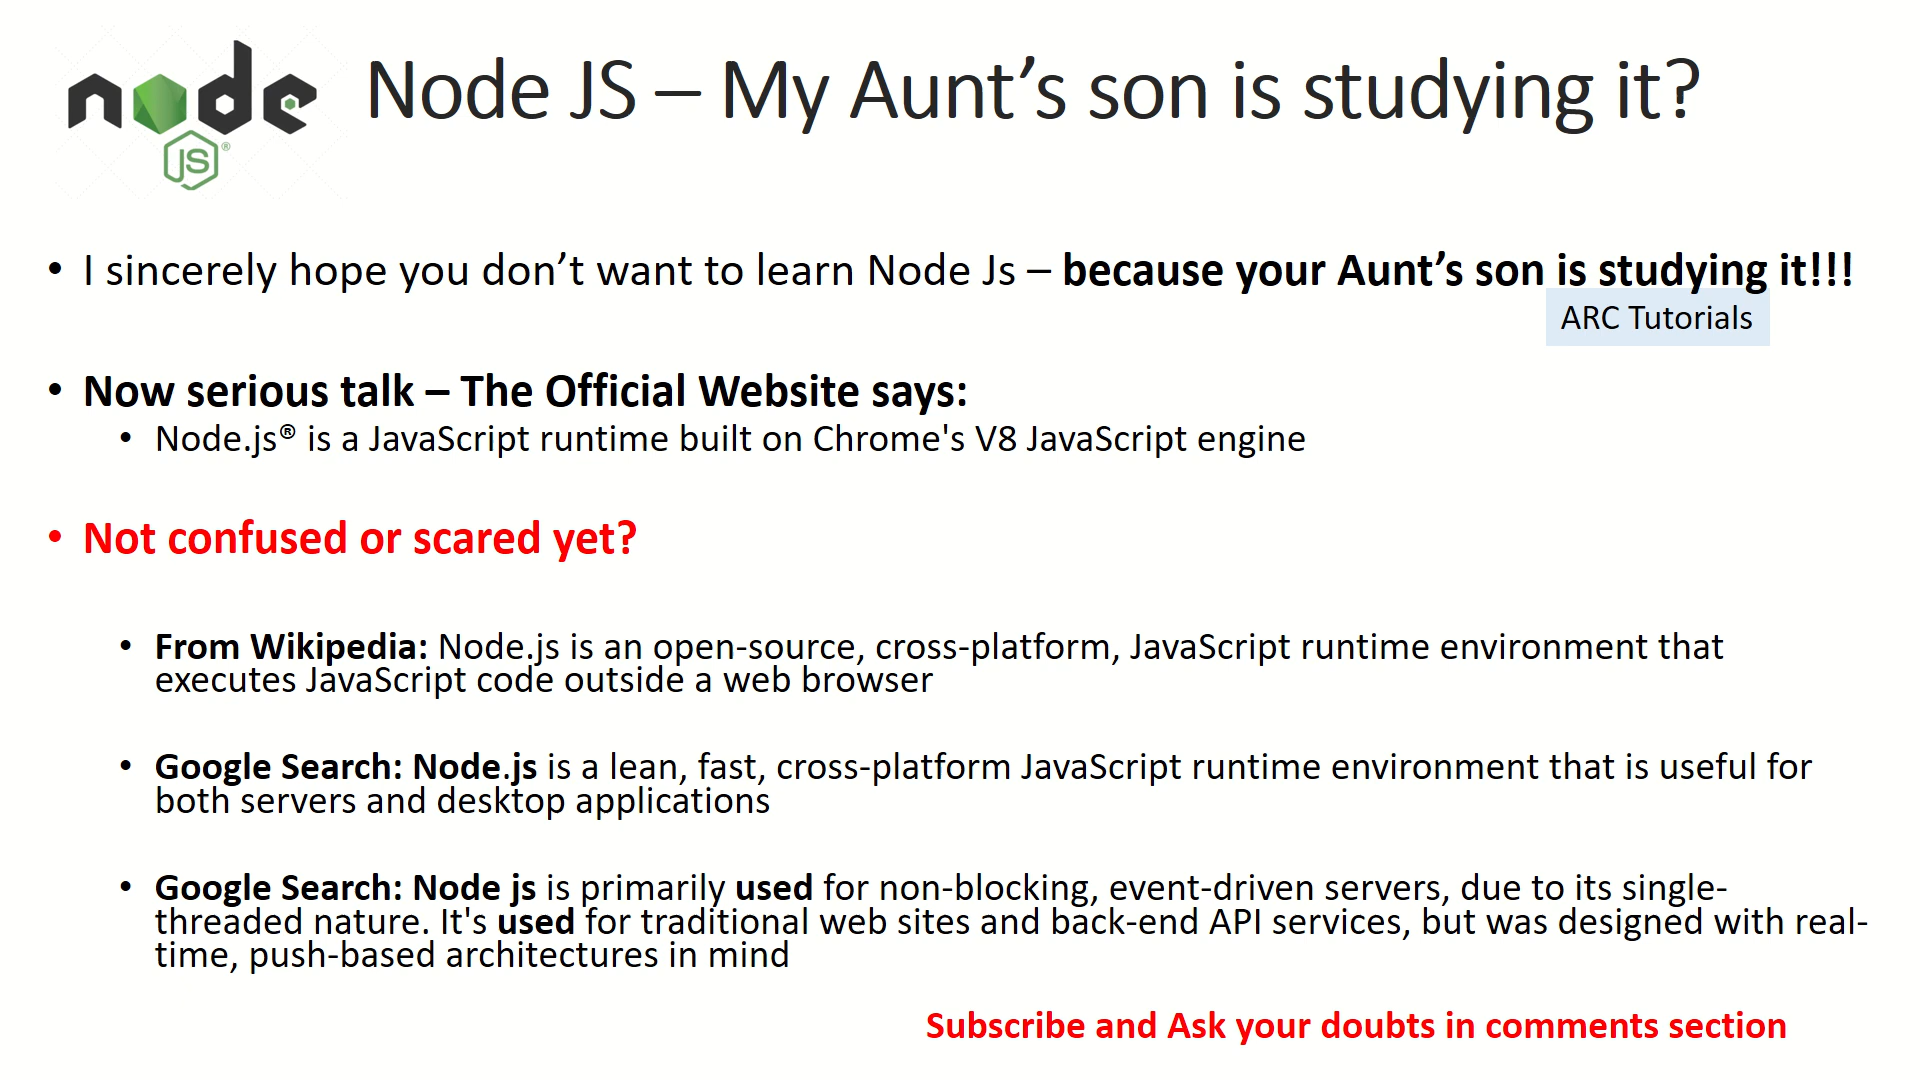 node
JS®
Node JS – My Aunt’s son is studying it?
• I sincerely hope you don’t want to learn Node Js – because your Aunt’s son is studying it!!!
ARC Tutorials
• Now serious talk – The Official Website says:
• Node.js® is a JavaScript runtime built on Chrome's V8 JavaScript engine
• Not confused or scared yet?
• From Wikipedia: Node.js is an open-source, cross-platform, JavaScript runtime environment that
executes JavaScript code outside a web browser
• Google Search: Node.js is a lean, fast, cross-platform JavaScript runtime environment that is useful for
both servers and desktop applications
• Google Search: Node js is primarily used for non-blocking, event-driven servers, due to its single-
threaded nature. It's used for traditional web sites and back-end API services, but was designed with real-
time, push-based architectures in mind
Subscribe and Ask your doubts in comments section